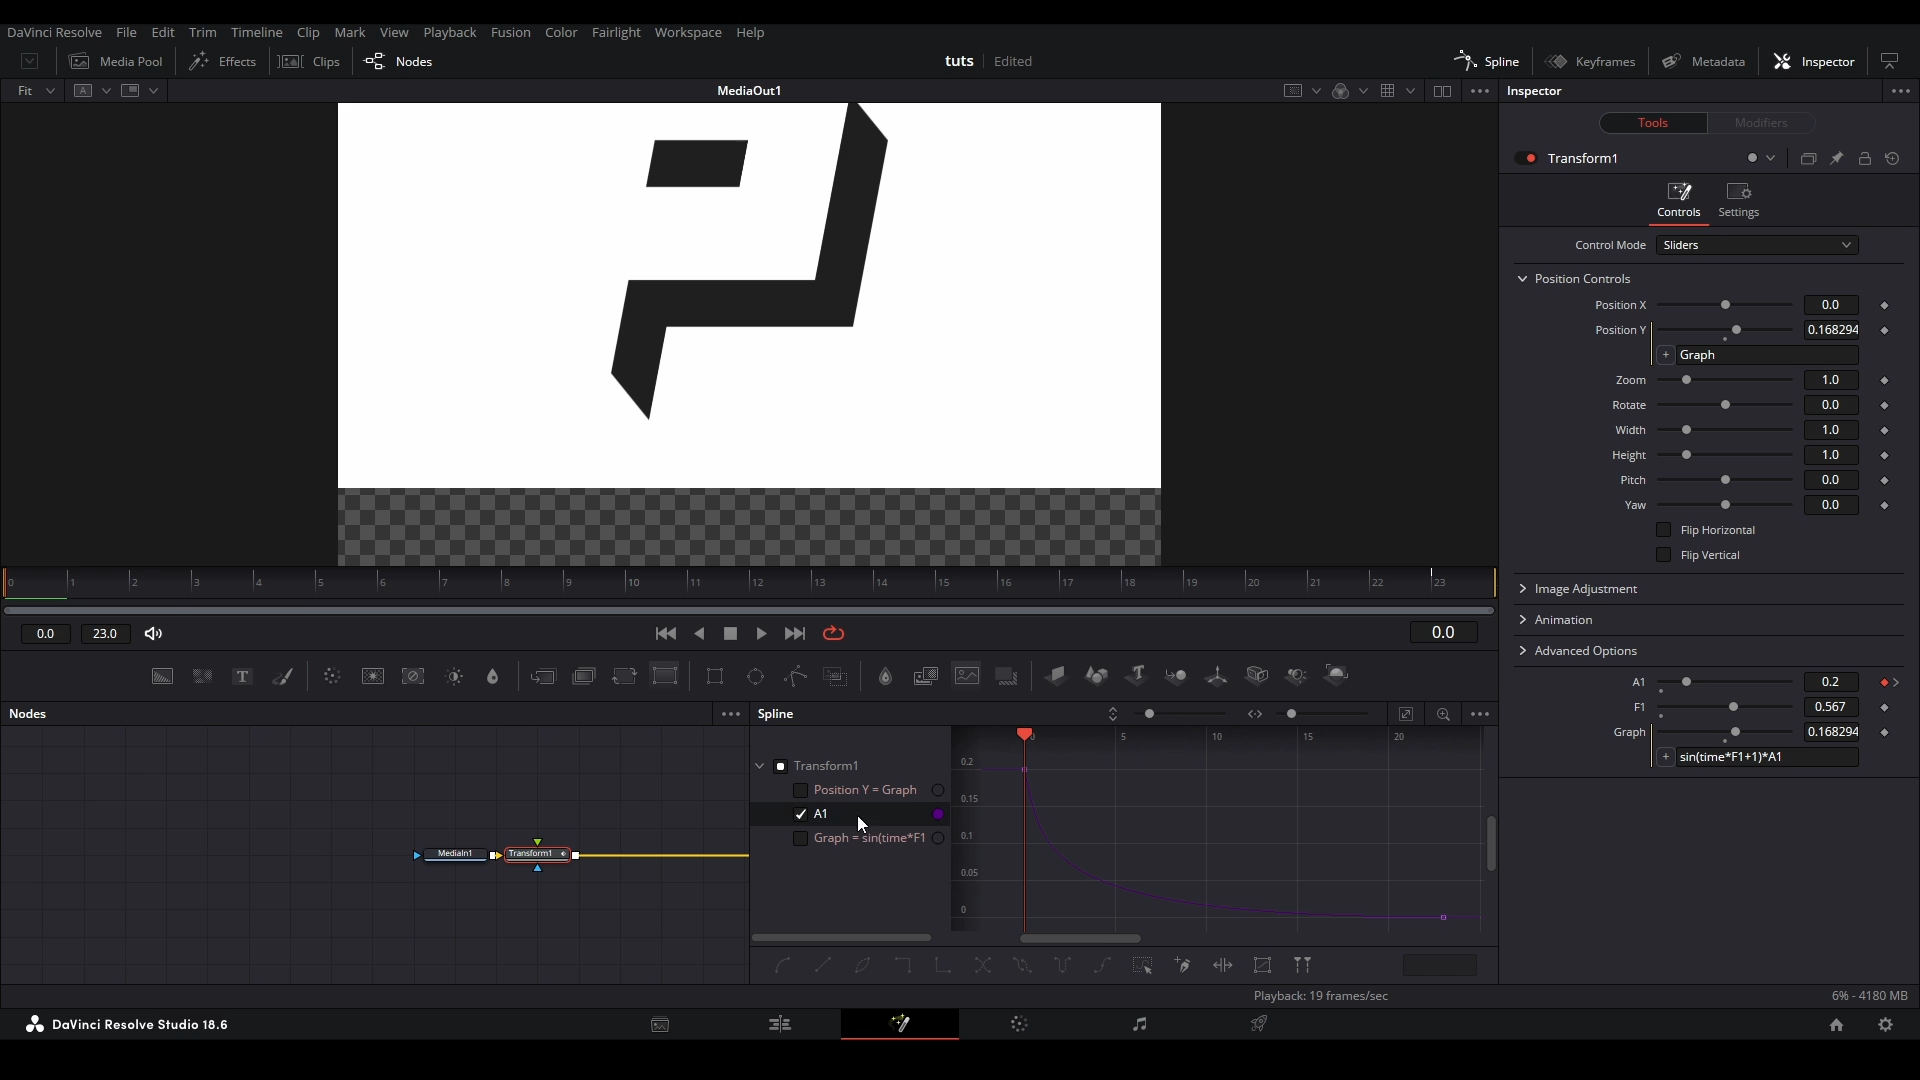 DaVinci Resolve File Edit Trim Timeline Clip Mark View Playback Fusion Color Fairlight Workspace Help
Media Pool Effects Clips Nodes tuts Edited Spline Keyframes Metadata Inspector
Fit A MediaOut1 Inspector
Tools Modifiers
Transform1
Controls Settings
Control Mode Sliders
Position Controls
Position X 0.0
Position Y 0.168294
+ Graph
Zoom 1.0
Rotate 0.0
Width 1.0
Height 1.0
Pitch 0.0
Yaw 0.0
Flip Horizontal
Flip Vertical
Image Adjustment
Animation
Advanced Options
A1 0.2
F1 0.567
Graph 0.168294
+ sin(time*F1+1)*A1
0 1 2 3 4 5 6 7 8 9 10 11 12 13 14 15 16 17 18 19 20 21 22 23
0.0 23.0 0.0
Nodes
MediaIn1 Transform1
Spline
0 5 10 15 20
Transform1
Position Y = Graph
A1
Graph = sin(time*F1
0.2
0.15
0.1
0.05
0
Playback: 19 frames/sec 6% - 4180 MB
DaVinci Resolve Studio 18.6